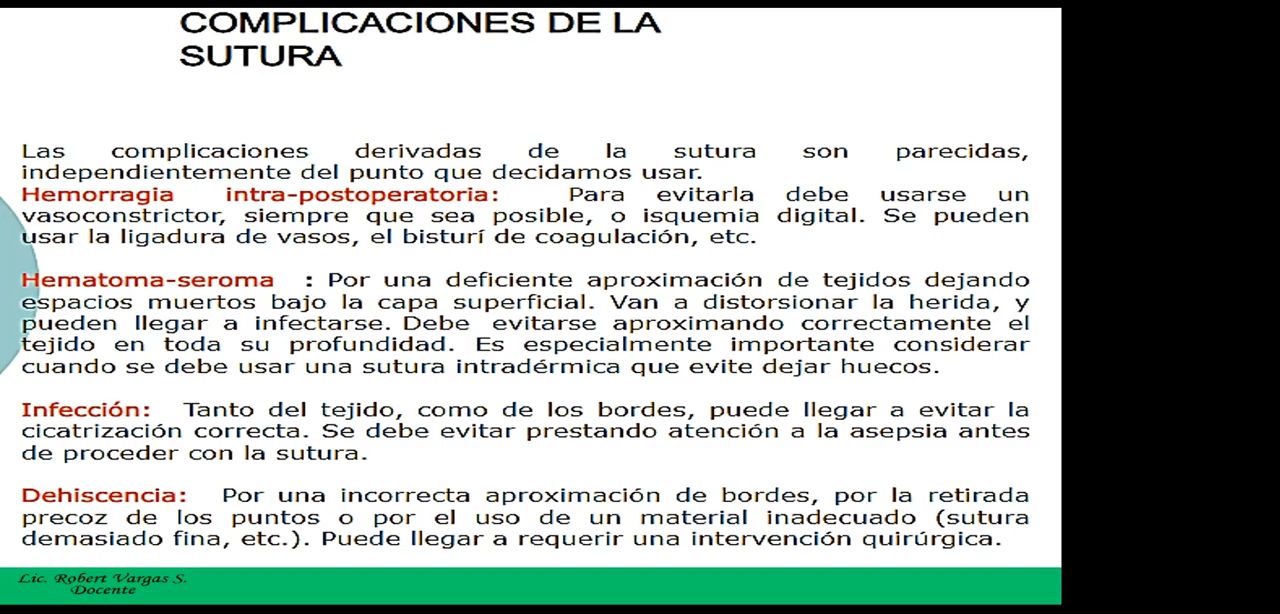 COMPLICACIONES DE LA
SUTURA
Las complicaciones derivadas de la sutura son parecidas,
independientemente del punto que decidamos usar.
Hemorragia intra-postoperatoria: Para evitarla debe usarse un
vasoconstrictor, siempre que sea posible, o isquemia digital. Se pueden
usar la ligadura de vasos, el bisturí de coagulación, etc.
Hematoma-seroma : Por una deficiente aproximación de tejidos dejando
espacios muertos bajo la capa superficial. Van a distorsionar la herida, y
pueden llegar a infectarse. Debe evitarse aproximando correctamente el
tejido en toda su profundidad. Es especialmente importante considerar
cuando se debe usar una sutura intradérmica que evite dejar huecos.
Infección: Tanto del tejido, como de los bordes, puede llegar a evitar la
cicatrización correcta. Se debe evitar prestando atención a la asepsia antes
de proceder con la sutura.
Dehiscencia: Por una incorrecta aproximación de bordes, por la retirada
precoz de los puntos o por el uso de un material inadecuado (sutura
demasiado fina, etc.). Puede llegar a requerir una intervención quirúrgica.
Lic. Robert Vargas S.
Docente